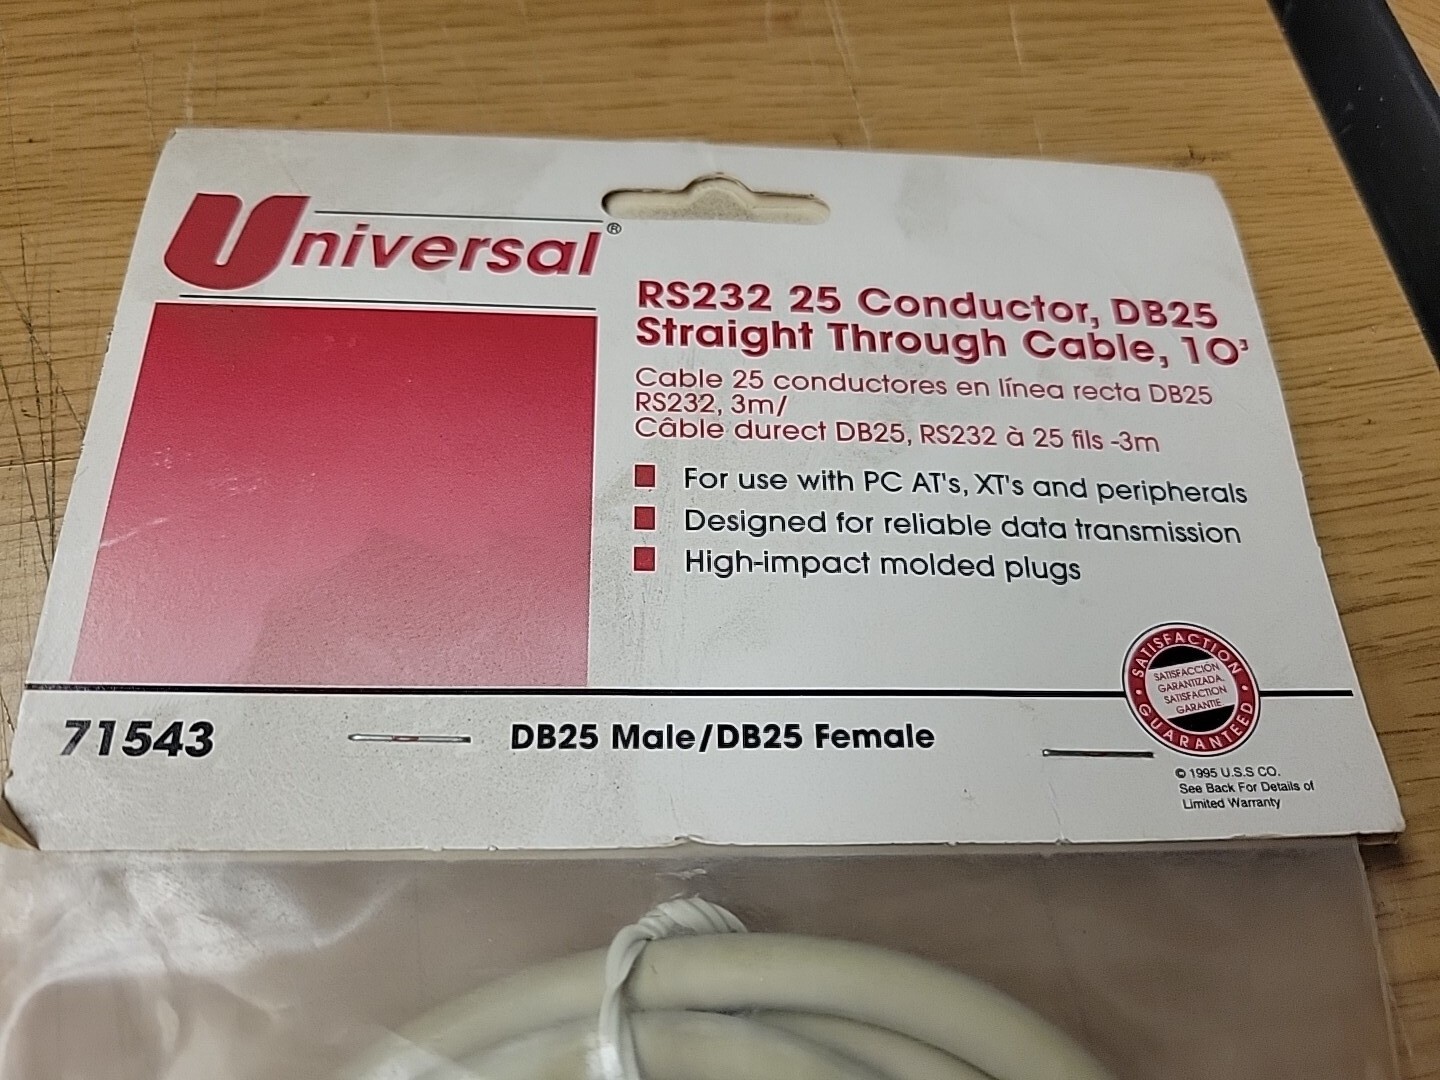 Universal®
RS232 25 Conductor, DB25
Straight Through Cable, 10'
Cable 25 conductores en línea recta DB25
RS232, 3m/
Câble durect DB25, RS232 à 25 fils -3m
For use with PC AT's, XT's and peripherals
Designed for reliable data transmission
High-impact molded plugs
SATISFACTION
SATISFACCIÓN
GARANTIZADA.
SATISFACTION
GARANTIE
GUARANTEED
71543
DB25 Male/DB25 Female
© 1995 U.S.S CO.
See Back For Details of
Limited Warranty